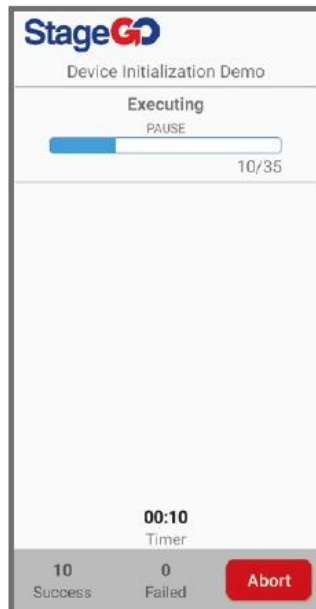 StageGO
Device Initialization Demo
Executing
PAUSE
10/35
00:10
Timer
10 0
Success Failed
Abort